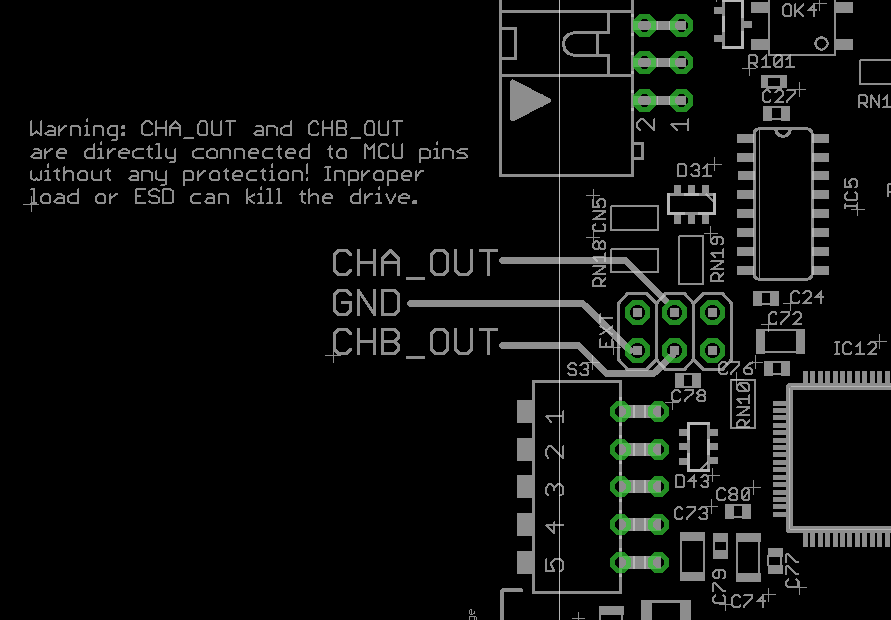 OK4
R101
C27
RN1
2
1
Warning: CHA_OUT and CHB_OUT
are directly connected to MCU pins
without any protection! Inproper
load or ESD can kill the drive.
D31
IC5
CN5
RN18
RN19
CHA_OUT
GND
CHB_OUT
EXT
C24
C72
IC12
S3
C76
C78
RN10
1
2
3
4
5
D43
C80
C73
C79
C74
C77
ge